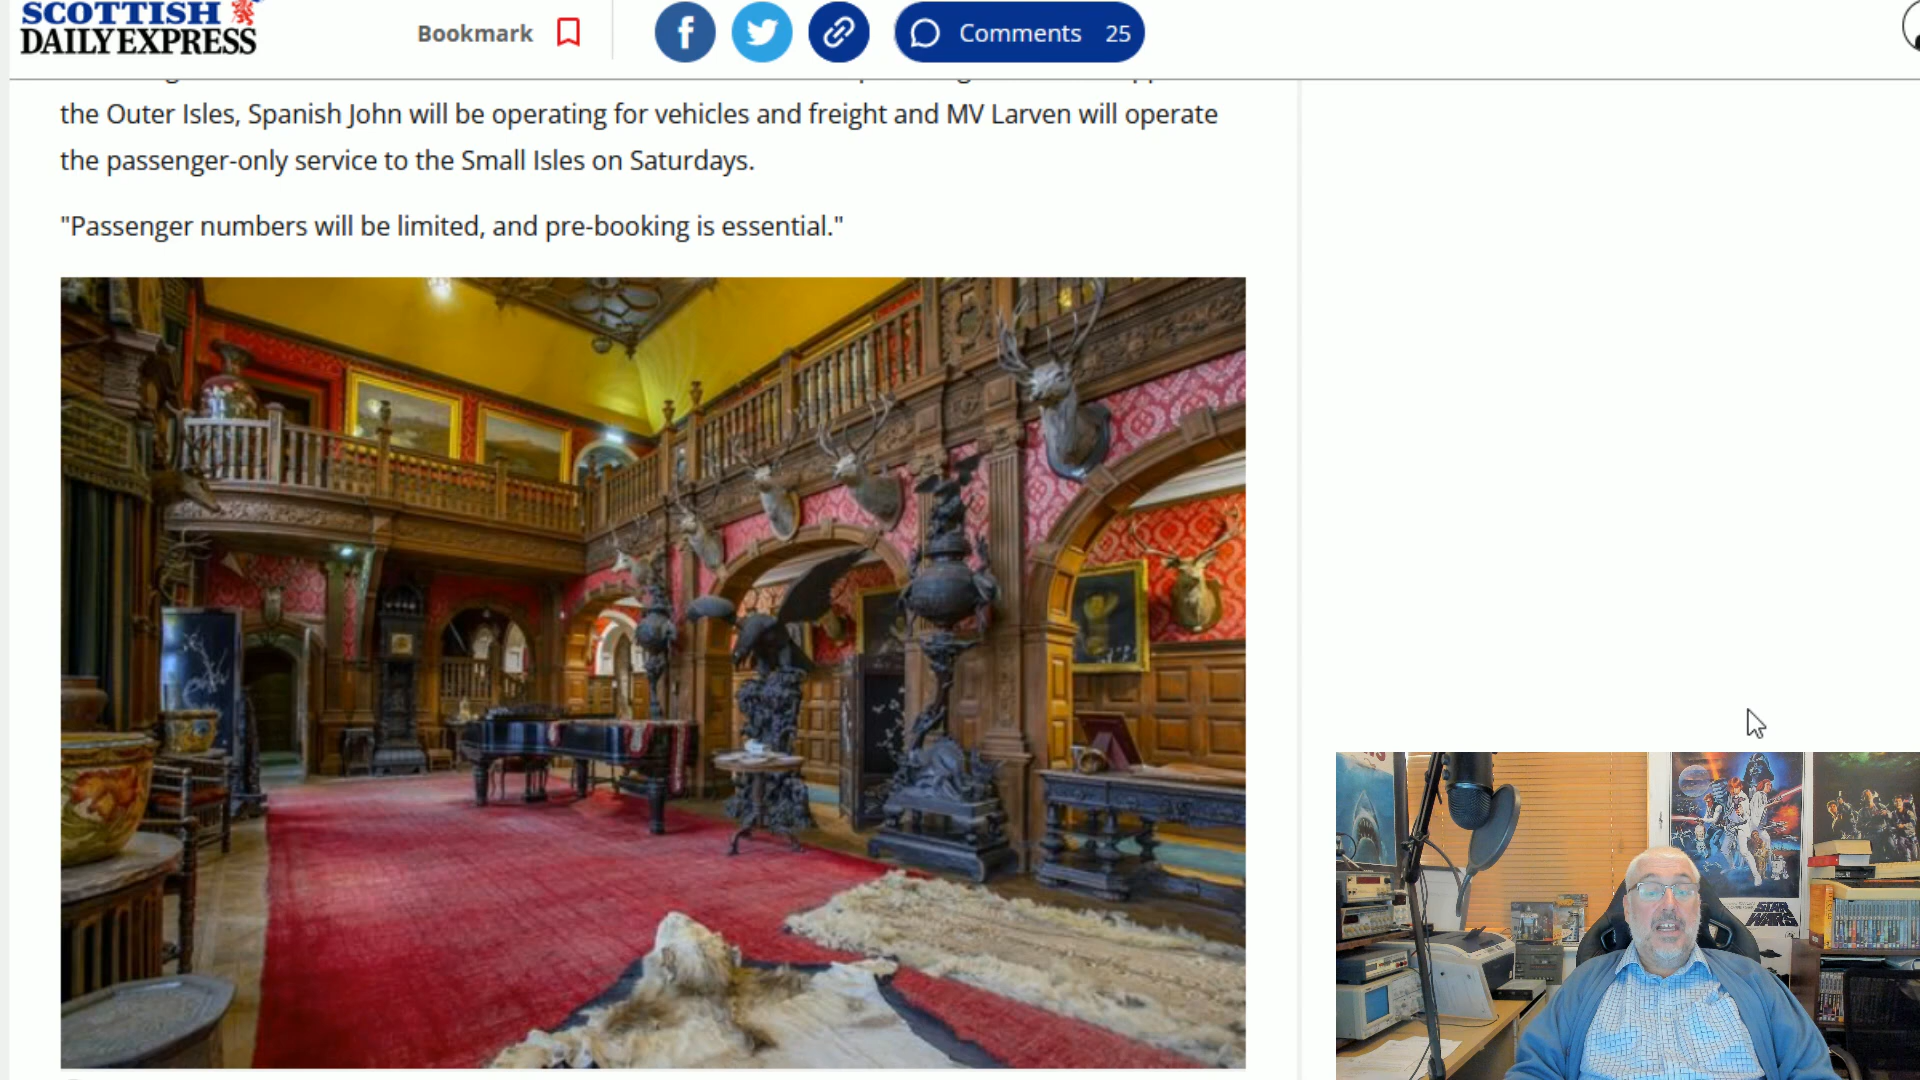 SCOTTISH
DAILY EXPRESS
Bookmark
Comments 25
the Outer Isles, Spanish John will be operating for vehicles and freight and MV Larven will operate
the passenger-only service to the Small Isles on Saturdays.
"Passenger numbers will be limited, and pre-booking is essential."
STAR
WARS